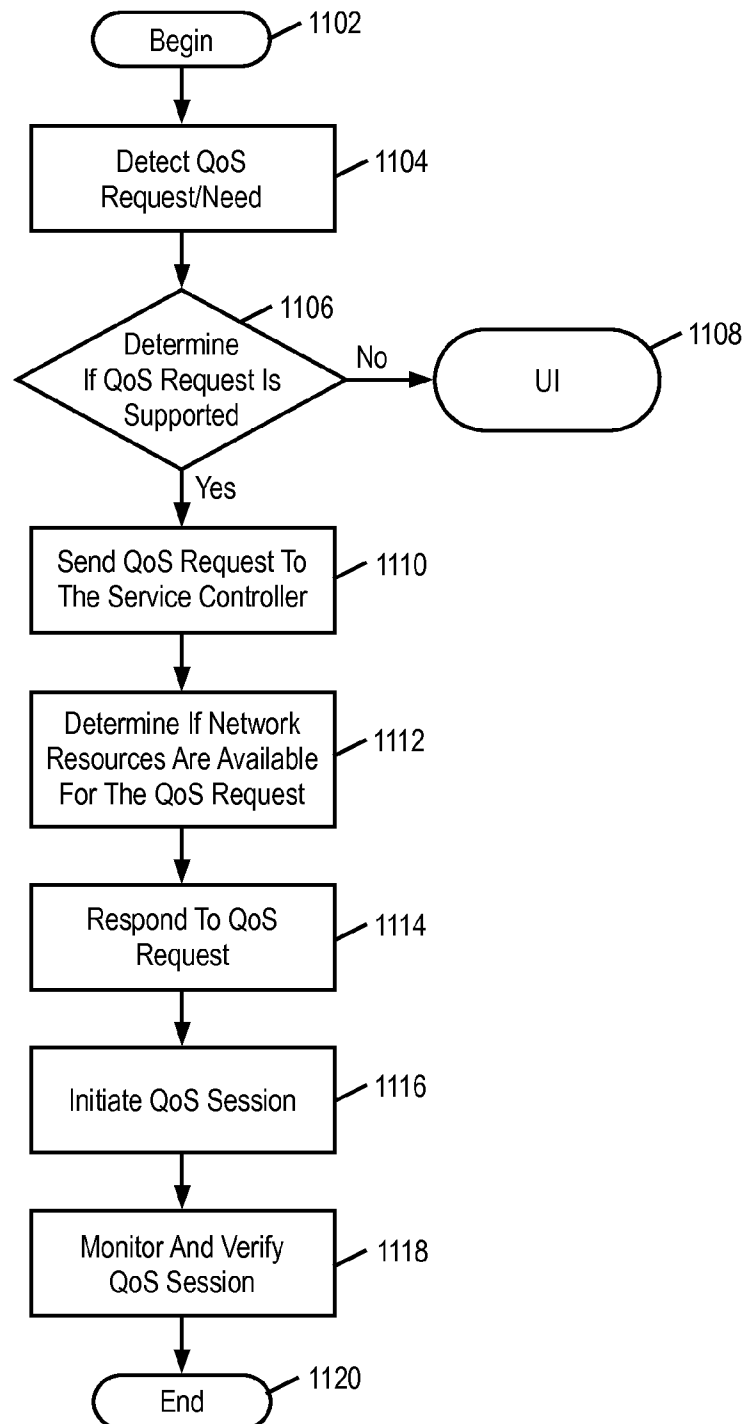 Begin
1102
Detect QoS
Request/Need
1104
1106
Determine
If QoS Request Is
Supported
No
UI
1108
Yes
Send QoS Request To
The Service Controller
1110
Determine If Network
Resources Are Available
For The QoS Request
1112
Respond To QoS
Request
1114
Initiate QoS Session
1116
Monitor And Verify
QoS Session
1118
End
1120